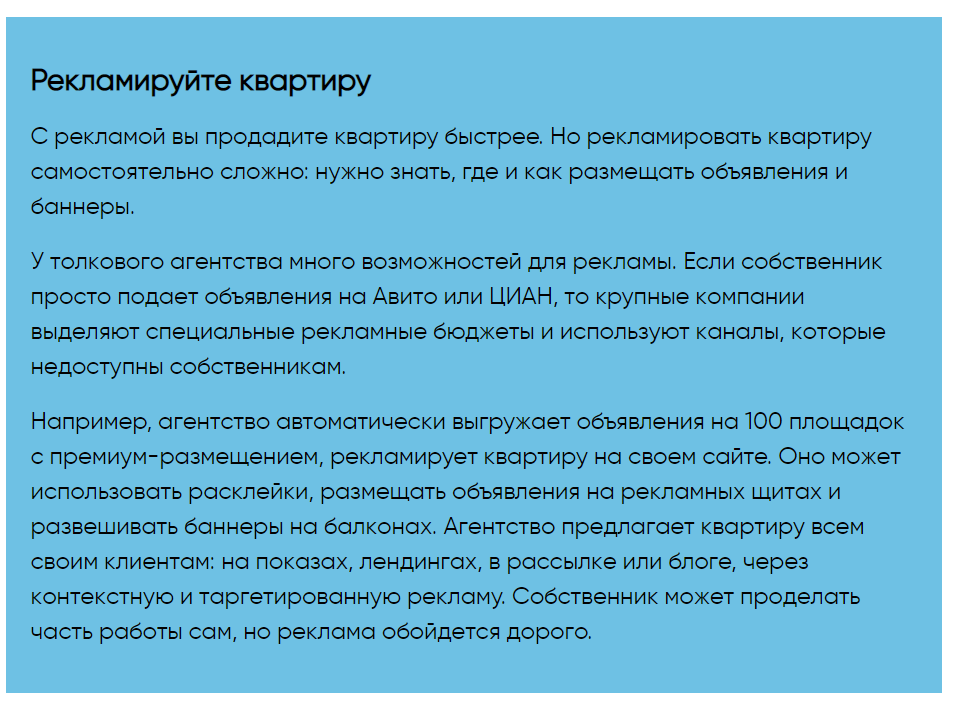 Рекламируйте квартиру
С рекламой вы продадите квартиру быстрее. Но рекламировать квартиру
самостоятельно сложно: нужно знать, где и как размещать объявления и
баннеры.
У толкового агентства много возможностей для рекламы. Если собственник
просто подает объявления на Авито или ЦИАН, то крупные компании
выделяют специальные рекламные бюджеты и используют каналы, которые
недоступны собственникам.
Например, агентство автоматически выгружает объявления на 100 площадок
с премиум-размещением, рекламирует квартиру на своем сайте. Оно может
использовать расклейки, размещать объявления на рекламных щитах и
развешивать баннеры на балконах. Агентство предлагает квартиру всем
своим клиентам: на показах, лендингах, в рассылке или блоге, через
контекстную и таргетированную рекламу. Собственник может проделать
часть работы сам, но реклама обойдется дорого.